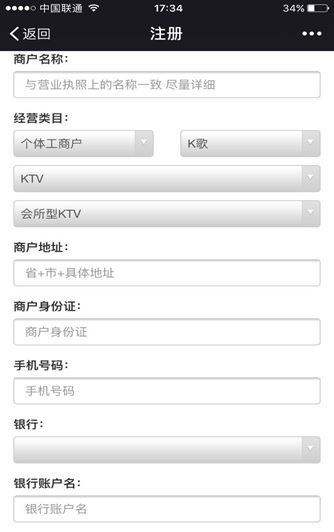 中国联通 17:34 34%
返回 注册
商户名称：
与营业执照上的名称一致 尽量详细
经营类目：
个体工商户 K歌
KTV
会所型KTV
商户地址：
省+市+具体地址
商户身份证：
商户身份证
手机号码：
手机号码
银行：
银行账户名：
银行账户名